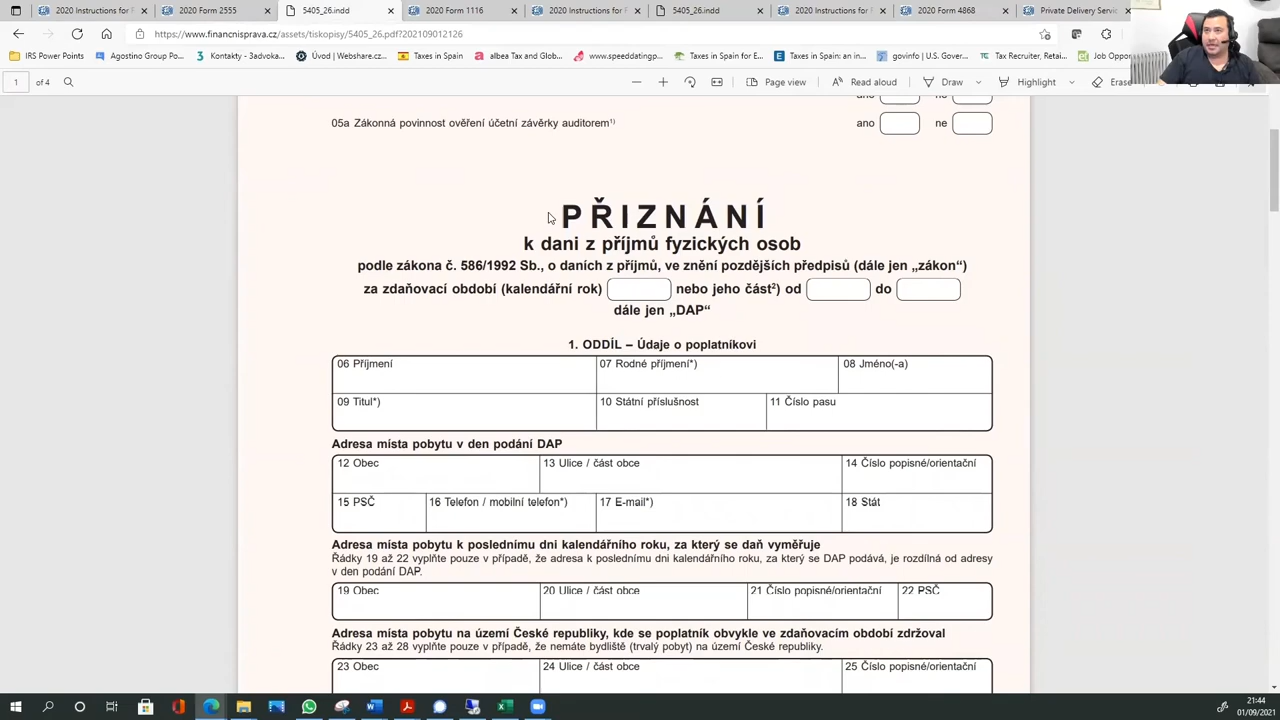 2020 Form 2555
5405_26.indd
2020 Form 1116
2020 Instructions for F
5405_26.indd
2020 Instructions for F
2020 Form 4868
Private Delivery Servic
https://www.financnisprava.cz/assets/tiskopisy/5405_26.pdf?202109012126
IRS Power Points
Agostino Group Po
Kontakty - 3advoka
Úvod | Specializova
Taxes in Spain
albe
tax and Glob
www.speeddatingp
Taxes in Spain for E
Taxes in Spain: an in
govinfo | U.S. Gover
Tax Recruiter, Retai
Job Oppor
1
of 4
Page view
Read aloud
Draw
Highlight
Erase
ano
ne
05a Zákonná povinnost ověření účetní závěrky auditorem¹⁾
ano
ne
PŘIZNÁNÍ
k dani z příjmů fyzických osob
podle zákona č. 586/1992 Sb., o daních z příjmů, ve znění pozdějších předpisů (dále jen „zákon“)
za zdaňovací období (kalendářní rok) nebo jeho část²) od do
dále jen „DAP“
1. ODDÍL – Údaje o poplatníkovi
06 Příjmení
07 Rodné příjmení*)
08 Jméno(-a)
09 Titul*)
10 Státní příslušnost
11 Číslo pasu
Adresa místa pobytu v den podání DAP
12 Obec
13 Ulice / část obce
14 Číslo popisné/orientační
15 PSČ
16 Telefon / mobilní telefon*)
17 E-mail*)
18 Stát
Adresa místa pobytu k poslednímu dni kalendářního roku, za který se daň vyměřuje
Řádky 19 až 22 vyplňte pouze v případě, že adresa k poslednímu dni kalendářního roku, za který se DAP podává, je rozdílná od adresy
v den podání DAP.
19 Obec
20 Ulice / část obce
21 Číslo popisné/orientační
22 PSČ
Adresa místa pobytu na území České republiky, kde se poplatník obvykle ve zdaňovacím období zdržoval
Řádky 23 až 28 vyplňte pouze v případě, že nemáte bydliště (trvalý pobyt) na území České republiky.
23 Obec
24 Ulice / část obce
25 Číslo popisné/orientační
21:44
01/09/2021